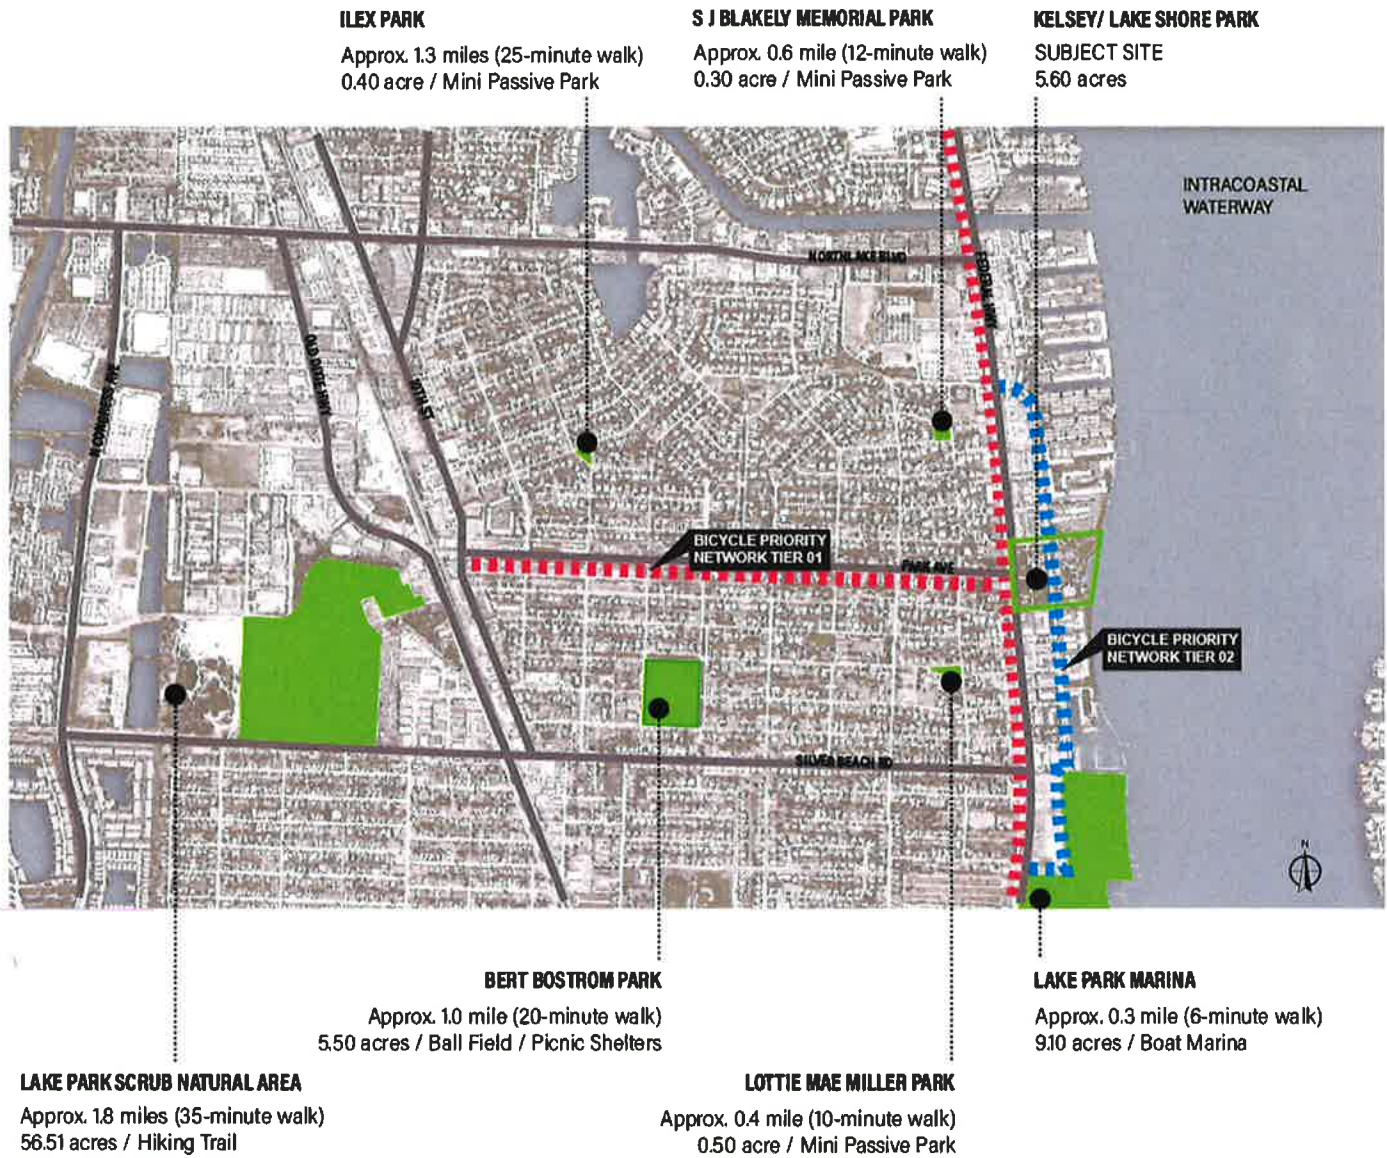 ILEX PARK
Approx. 1.3 miles (25-minute walk)
0.40 acre / Mini Passive Park
S J BLAKELY MEMORIAL PARK
Approx. 0.6 mile (12-minute walk)
0.30 acre / Mini Passive Park
KELSEY/ LAKE SHORE PARK
SUBJECT SITE
5.60 acres
INTRACOASTAL
WATERWAY
NORTHLAKE BLVD
FEDERAL HWY
OLD DIXIE HWY
10TH ST
N CONGRESS AVE
BICYCLE PRIORITY
NETWORK TIER 01
PARK AVE
BICYCLE PRIORITY
NETWORK TIER 02
SILVER BEACH RD
N
BERT BOSTROM PARK
Approx. 1.0 mile (20-minute walk)
5.50 acres / Ball Field / Picnic Shelters
LAKE PARK MARINA
Approx. 0.3 mile (6-minute walk)
9.10 acres / Boat Marina
LAKE PARK SCRUB NATURAL AREA
Approx. 1.8 miles (35-minute walk)
56.51 acres / Hiking Trail
LOTTIE MAE MILLER PARK
Approx. 0.4 mile (10-minute walk)
0.50 acre / Mini Passive Park